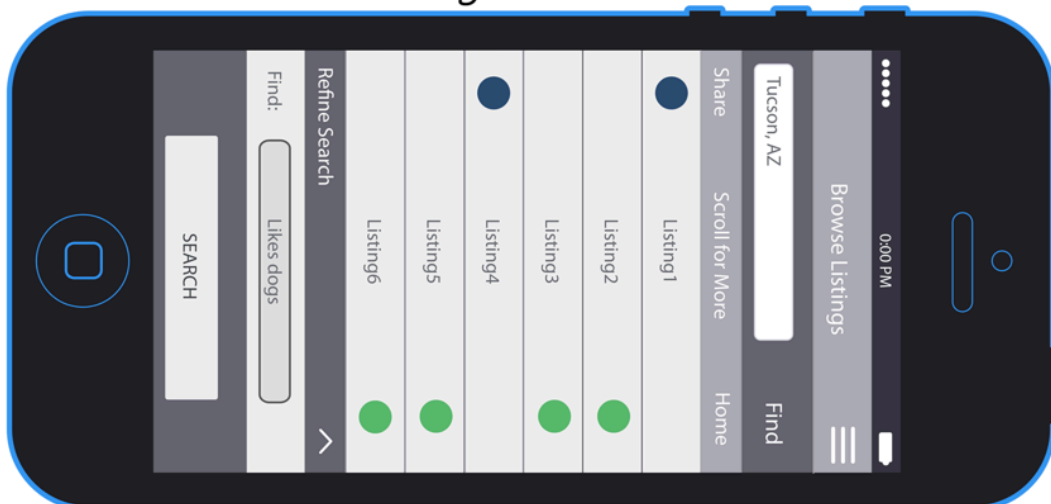 0:00 PM
Browse Listings
Tucson, AZ Find
Share Scroll for More Home
Listing1
Listing2
Listing3
Listing4
Listing5
Listing6
Refine Search
Find: Likes dogs
SEARCH